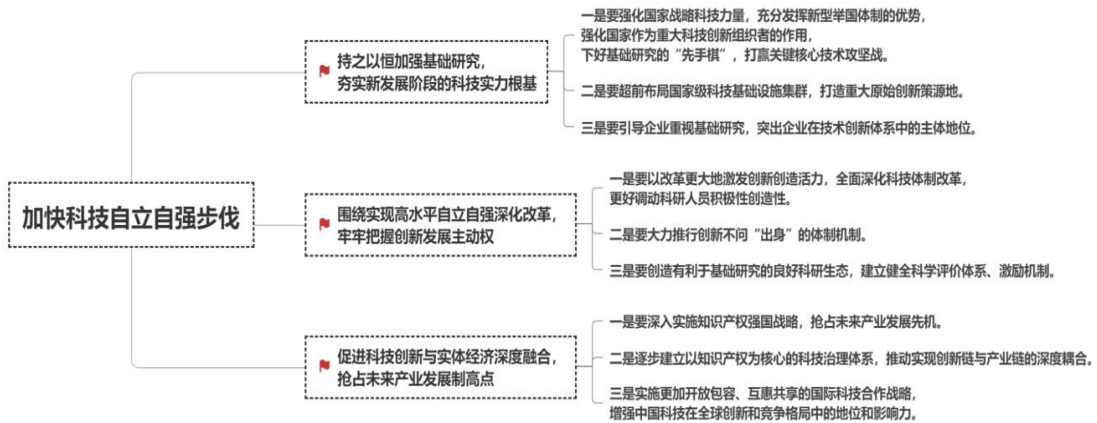 加快科技自立自强步伐
持之以恒加强基础研究，
夯实新发展阶段的科技实力根基
一是要强化国家战略科技力量，充分发挥新型举国体制的优势，
强化国家作为重大科技创新组织者的作用，
下好基础研究的“先手棋”，打赢关键核心技术攻坚战。
二是要超前布局国家级科技基础设施集群，打造重大原始创新策源地。
三是要引导企业重视基础研究，突出企业在技术创新体系中的主体地位。
围绕实现高水平自立自强深化改革，
牢牢把握创新发展主动权
一是要以改革更大地激发创新创造活力，全面深化科技体制改革，
更好调动科研人员积极性创造性。
二是要大力推行创新不问“出身”的体制机制。
三是要创造有利于基础研究的良好科研生态，建立健全科学评价体系、激励机制。
促进科技创新与实体经济深度融合，
抢占未来产业发展制高点
一是要深入实施知识产权强国战略，抢占未来产业发展先机。
二是逐步建立以知识产权为核心的科技治理体系，推动实现创新链与产业链的深度耦合。
三是实施更加开放包容、互惠共享的国际科技合作战略，
增强中国科技在全球创新和竞争格局中的地位和影响力。